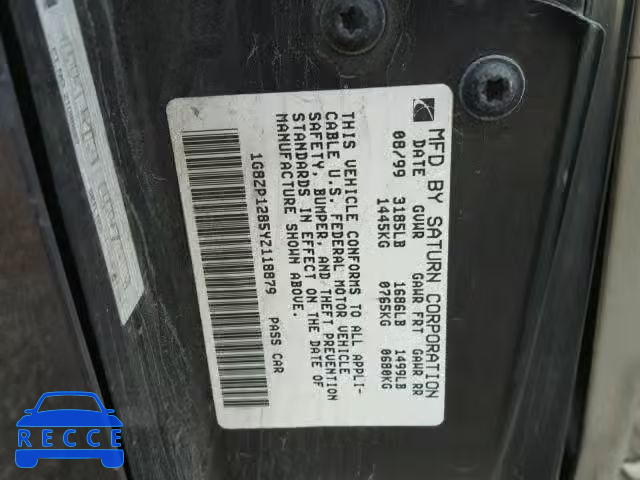 MFD BY SATURN CORPORATION
DATE GVWR GAWR FRT GAWR RR
08/99 3185LB 1686LB 1499LB
1445KG 0765KG 0680KG
THIS VEHICLE CONFORMS TO ALL APPLI-
CABLE U.S. FEDERAL MOTOR VEHICLE
SAFETY, BUMPER, AND THEFT PREVENTION
STANDARDS IN EFFECT ON THE DATE OF
MANUFACTURE SHOWN ABOVE.
1G8ZP1285YZ118879 PASS CAR
RECCE